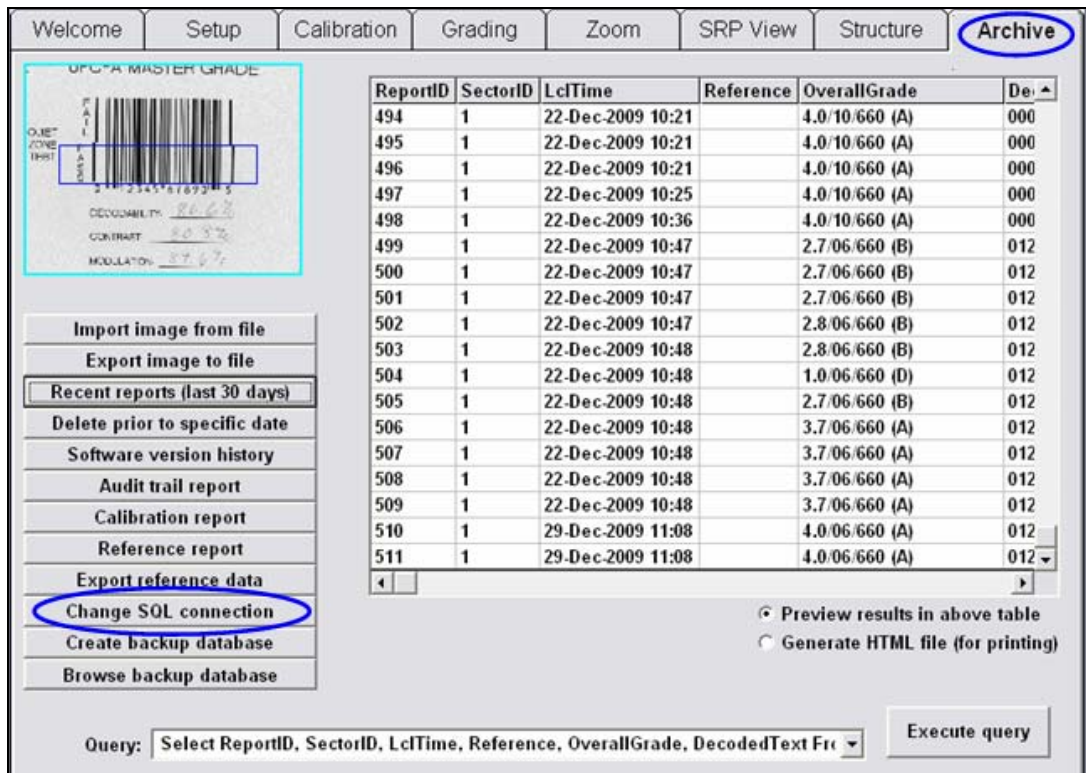 Welcome Setup Calibration Grading Zoom SRP View Structure Archive
UPC-A MASTER GRADE
DECODABILITY
CONTRAST
MODULATION
Import image from file
Export image to file
Recent reports (last 30 days)
Delete prior to specific date
Software version history
Audit trail report
Calibration report
Reference report
Export reference data
Change SQL connection
Create backup database
Browse backup database
ReportID SectorID LclTime Reference OverallGrade
494 1 22-Dec-2009 10:21 4.0/10/660 (A) 000
495 1 22-Dec-2009 10:21 4.0/10/660 (A) 000
496 1 22-Dec-2009 10:21 4.0/10/660 (A) 000
497 1 22-Dec-2009 10:25 4.0/10/660 (A) 000
498 1 22-Dec-2009 10:36 4.0/10/660 (A) 000
499 1 22-Dec-2009 10:47 2.7/06/660 (B) 012
500 1 22-Dec-2009 10:47 2.7/06/660 (B) 012
501 1 22-Dec-2009 10:47 2.7/06/660 (B) 012
502 1 22-Dec-2009 10:47 2.8/06/660 (B) 012
503 1 22-Dec-2009 10:48 2.8/06/660 (B) 012
504 1 22-Dec-2009 10:48 1.0/06/660 (D) 012
505 1 22-Dec-2009 10:48 2.7/06/660 (B) 012
506 1 22-Dec-2009 10:48 3.7/06/660 (A) 012
507 1 22-Dec-2009 10:48 3.7/06/660 (A) 012
508 1 22-Dec-2009 10:48 3.7/06/660 (A) 012
509 1 22-Dec-2009 10:48 3.7/06/660 (A) 012
510 1 29-Dec-2009 11:08 4.0/06/660 (A) 012
511 1 29-Dec-2009 11:08 4.0/06/660 (A) 012
Preview results in above table
Generate HTML file (for printing)
Query: Select ReportID, SectorID, LclTime, Reference, OverallGrade, DecodedText Fr
Execute query